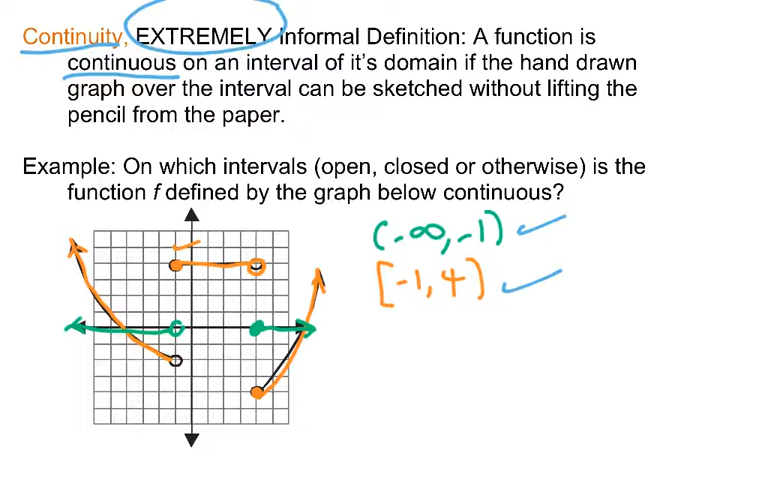 Continuity, EXTREMELY Informal Definition: A function is
continuous on an interval of it's domain if the hand drawn
graph over the interval can be sketched without lifting the
pencil from the paper.
Example: On which intervals (open, closed or otherwise) is the
function f defined by the graph below continuous?
(-∞, -1)
[-1, 4)